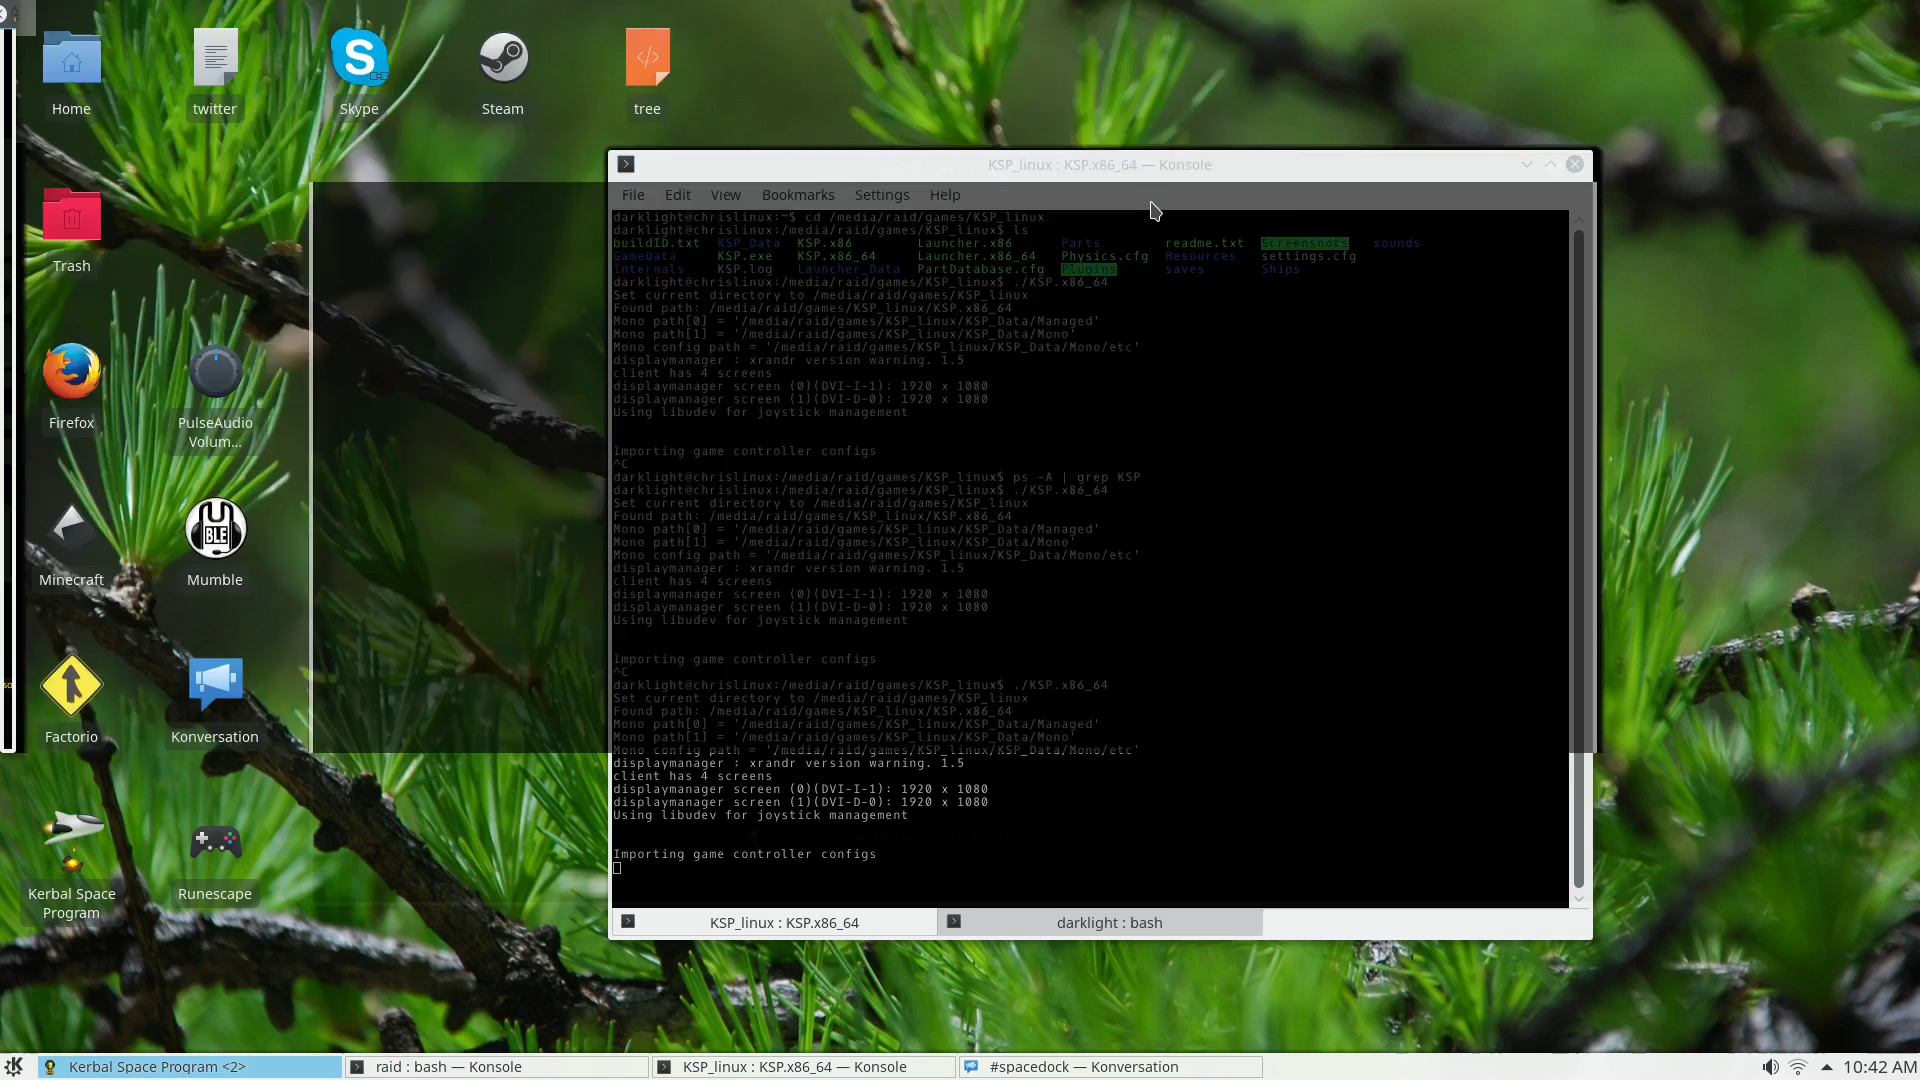 Home
twitter
Skype
Steam
tree
Trash
Firefox
PulseAudio
Volum...
Minecraft
Mumble
Factorio
Konversation
Kerbal Space
Program
Runescape
KSP_linux : KSP.x86_64 — Konsole
File Edit View Bookmarks Settings Help
darklight@chrislinux:~$ cd /media/raid/games/KSP_linux
darklight@chrislinux:/media/raid/games/KSP_linux$ ls
buildID.txt KSP_Data KSP.x86 Launcher.x86 Parts readme.txt Screenshots sounds
GameData KSP.exe KSP.x86_64 Launcher.x86_64 Physics.cfg Resources settings.cfg
Internals KSP.log Launcher_Data PartDatabase.cfg Plugins saves Ships
darklight@chrislinux:/media/raid/games/KSP_linux$ ./KSP.x86_64
Set current directory to /media/raid/games/KSP_linux
Found path: /media/raid/games/KSP_linux/KSP.x86_64
Mono path[0] = '/media/raid/games/KSP_linux/KSP_Data/Managed'
Mono path[1] = '/media/raid/games/KSP_linux/KSP_Data/Mono'
Mono config path = '/media/raid/games/KSP_linux/KSP_Data/Mono/etc'
displaymanager : xrandr version warning. 1.5
client has 4 screens
displaymanager screen (0)(DVI-I-1): 1920 x 1080
displaymanager screen (1)(DVI-D-0): 1920 x 1080
Using libudev for joystick management
Importing game controller configs
^C
darklight@chrislinux:/media/raid/games/KSP_linux$ ps -A | grep KSP
darklight@chrislinux:/media/raid/games/KSP_linux$ ./KSP.x86_64
Set current directory to /media/raid/games/KSP_linux
Found path: /media/raid/games/KSP_linux/KSP.x86_64
Mono path[0] = '/media/raid/games/KSP_linux/KSP_Data/Managed'
Mono path[1] = '/media/raid/games/KSP_linux/KSP_Data/Mono'
Mono config path = '/media/raid/games/KSP_linux/KSP_Data/Mono/etc'
displaymanager : xrandr version warning. 1.5
client has 4 screens
displaymanager screen (0)(DVI-I-1): 1920 x 1080
displaymanager screen (1)(DVI-D-0): 1920 x 1080
Using libudev for joystick management
Importing game controller configs
^C
darklight@chrislinux:/media/raid/games/KSP_linux$ ./KSP.x86_64
Set current directory to /media/raid/games/KSP_linux
Found path: /media/raid/games/KSP_linux/KSP.x86_64
Mono path[0] = '/media/raid/games/KSP_linux/KSP_Data/Managed'
Mono path[1] = '/media/raid/games/KSP_linux/KSP_Data/Mono'
Mono config path = '/media/raid/games/KSP_linux/KSP_Data/Mono/etc'
displaymanager : xrandr version warning. 1.5
client has 4 screens
displaymanager screen (0)(DVI-I-1): 1920 x 1080
displaymanager screen (1)(DVI-D-0): 1920 x 1080
Using libudev for joystick management
Importing game controller configs
KSP_linux : KSP.x86_64
darklight : bash
Kerbal Space Program <2>
raid : bash — Konsole
KSP_linux : KSP.x86_64 — Konsole
#spacedock — Konversation
10:42 AM